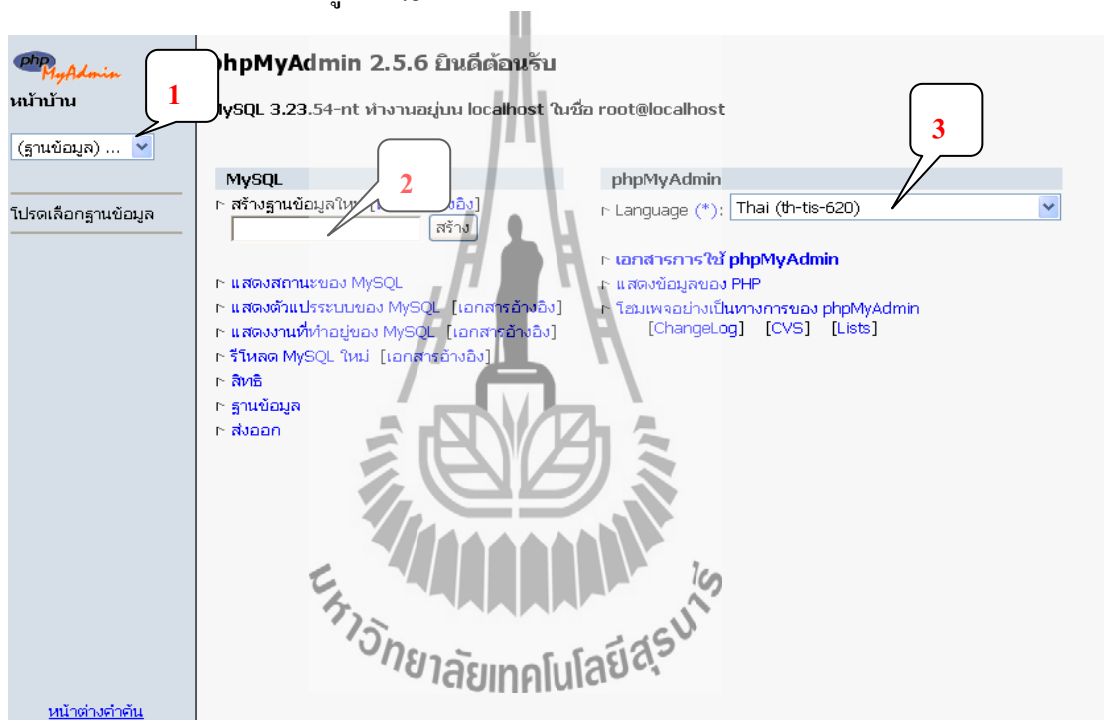 php
MyAdmin
หน้าบ้าน
1
(ฐานข้อมูล) ...
โปรดเลือกฐานข้อมูล
หน้าต่างคำค้น
phpMyAdmin 2.5.6 ยินดีต้อนรับ
MySQL 3.23.54-nt ทำงานอยู่บน localhost ในชื่อ root@localhost
MySQL
2
สร้างฐานข้อมูลใหม่
สร้าง
แสดงสถานะของ MySQL
แสดงตัวแปรระบบของ MySQL [เอกสารอ้างอิง]
แสดงงานที่ทำอยู่ของ MySQL [เอกสารอ้างอิง]
รีโหลด MySQL ใหม่ [เอกสารอ้างอิง]
สิทธิ
ฐานข้อมูล
ส่งออก
3
phpMyAdmin
Language (*): Thai (th-tis-620)
เอกสารการใช้ phpMyAdmin
แสดงข้อมูลของ PHP
โฮมเพจอย่างเป็นทางการของ phpMyAdmin
[ChangeLog] [CVS] [Lists]
มหาวิทยาลัยเทคโนโลยีสุรนารี